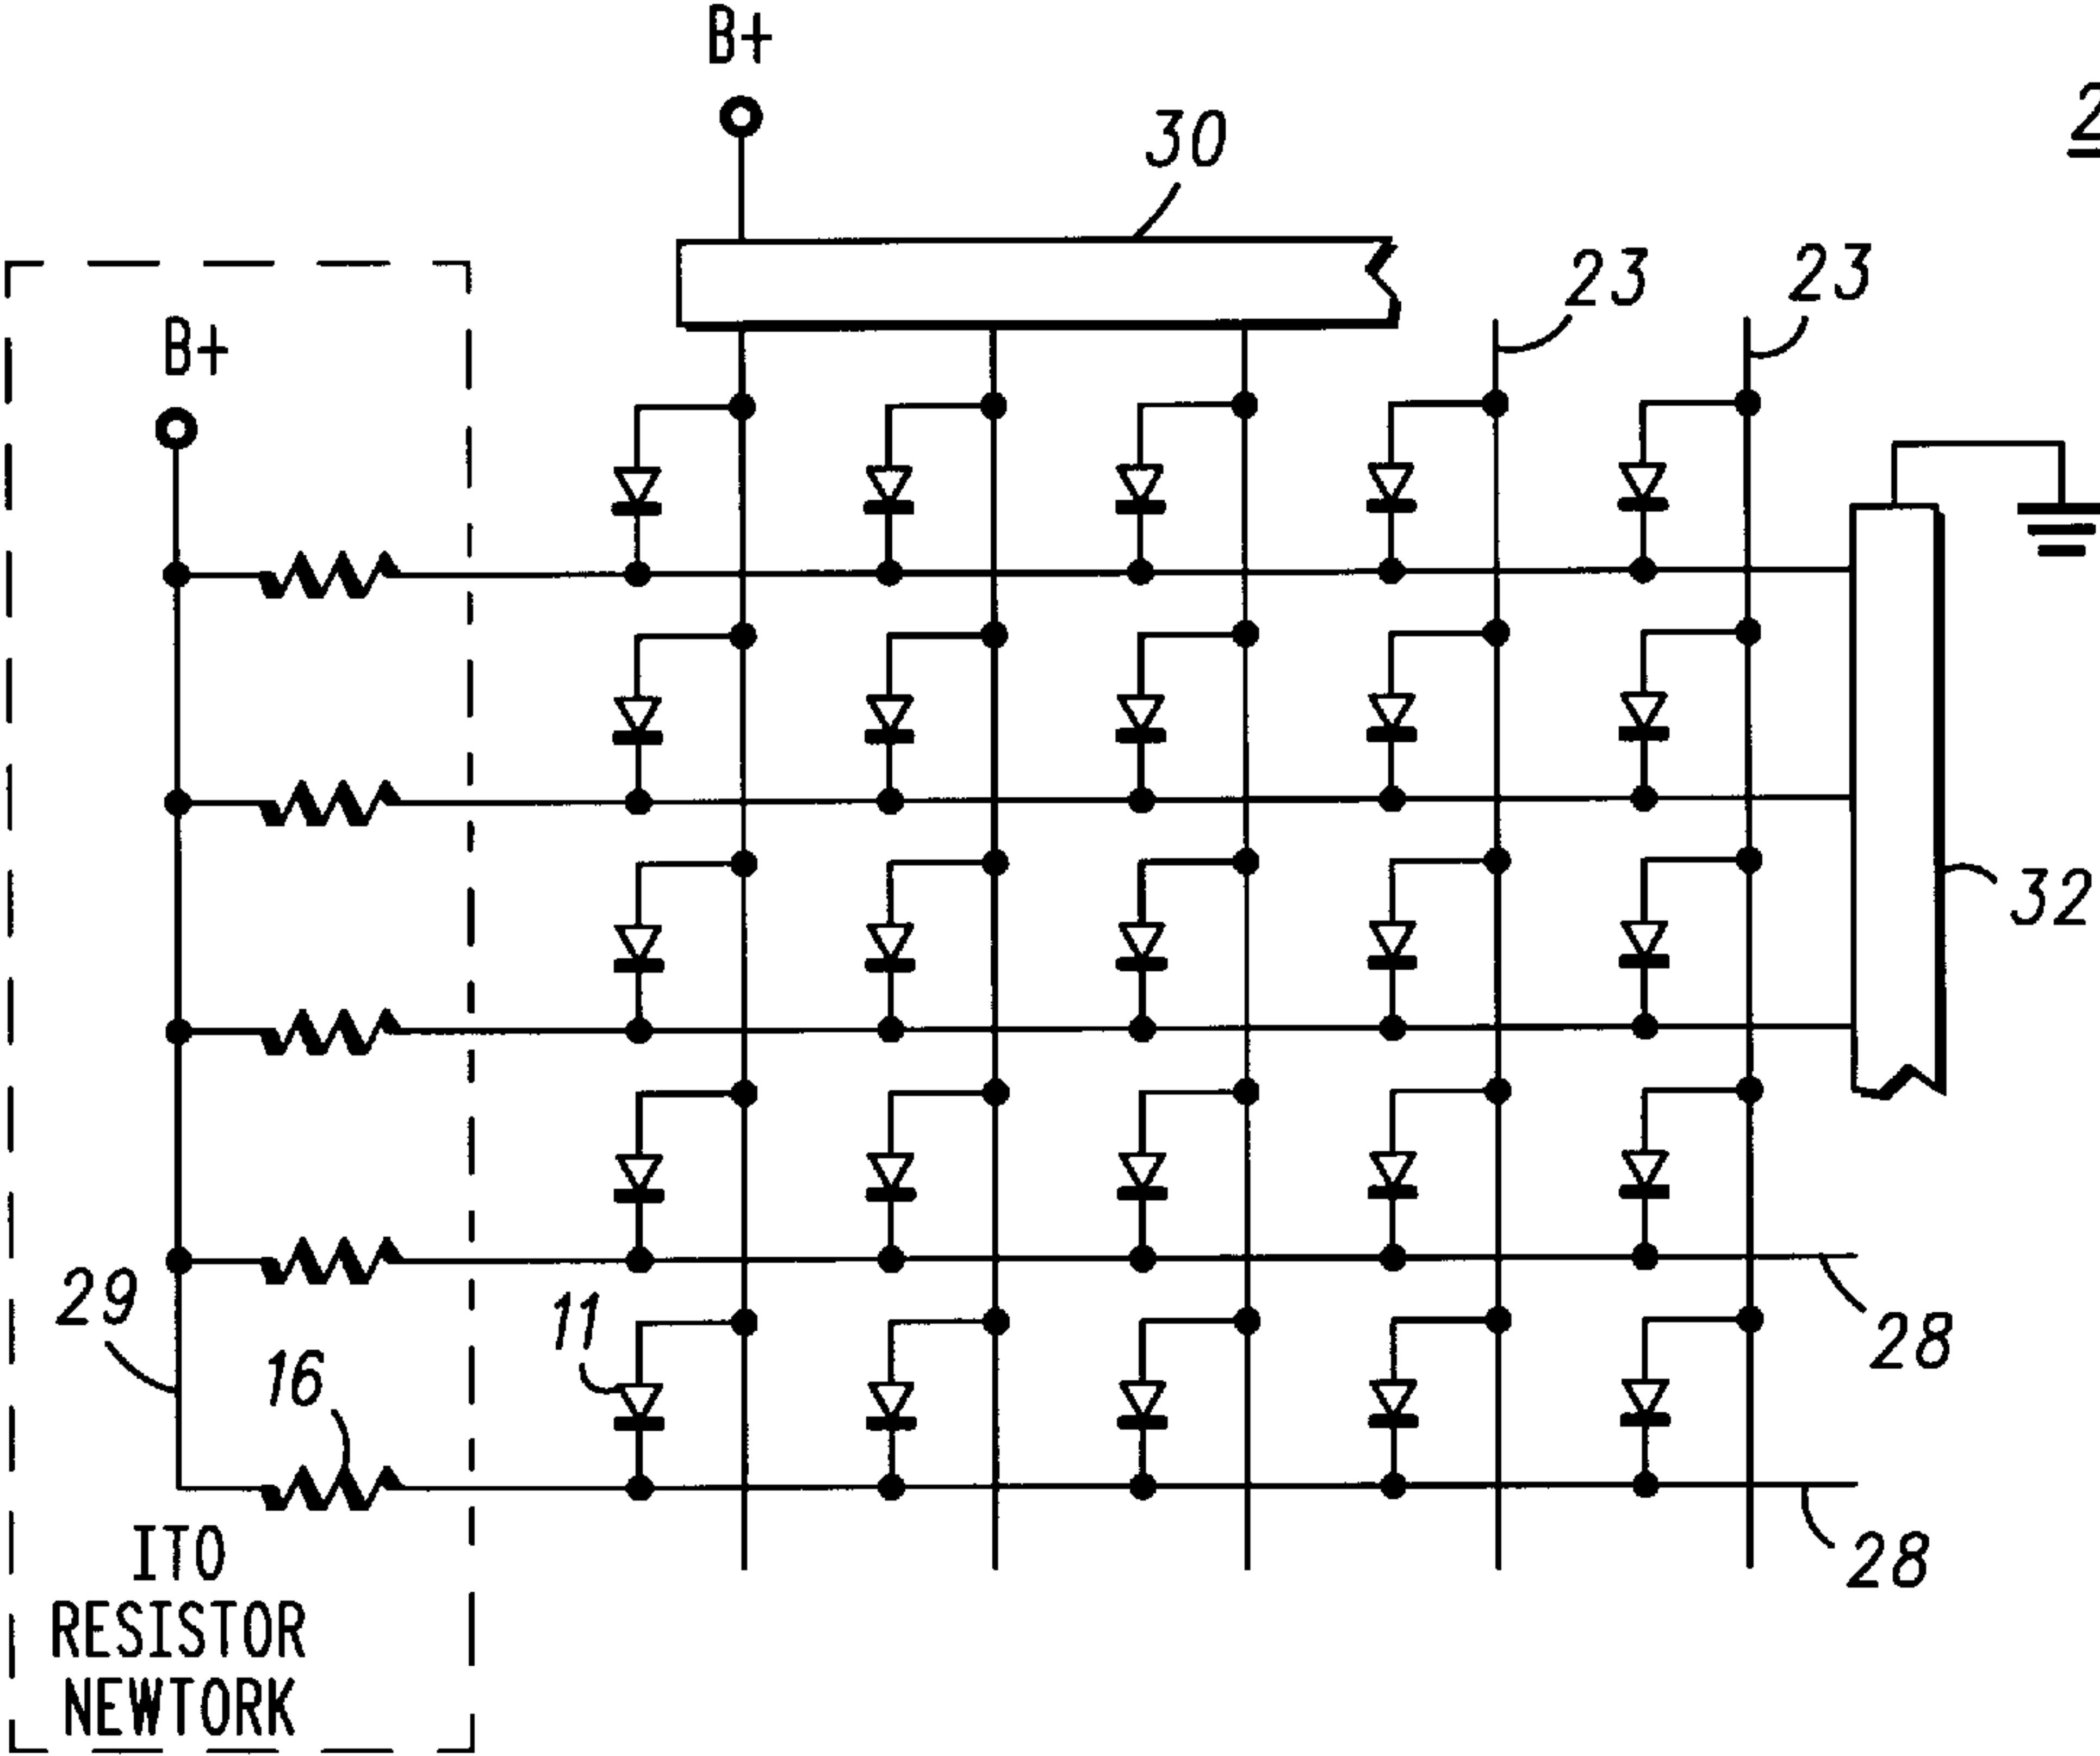 B+
30
2
23
23
B+
32
29
11
16
28
28
ITO
RESISTOR
NEWTORK